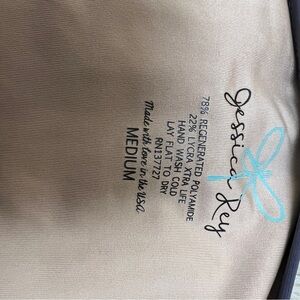 Jessica Rey
78% REGENERATED POLYAMIDE
22% LYCRA XTRA LIFE
HAND WASH COLD
LAY FLAT TO DRY
RN137727
Made with love in the USA
MEDIUM